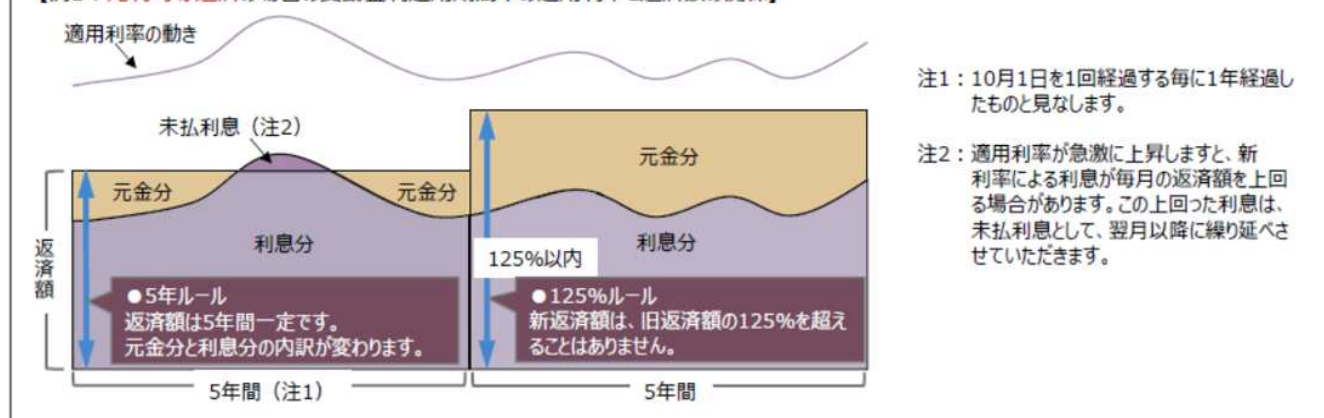 適用利率の動き
未払利息（注2）
元金分
元金分
元金分
利息分
利息分
返済額
125%以内
●5年ルール
返済額は5年間一定です。
元金分と利息分の内訳が変わります。
●125%ルール
新返済額は、旧返済額の125%を超え
ることはありません。
5年間（注1）
5年間
注1：10月1日を1回経過する毎に1年経過し
たものと見なします。
注2：適用利率が急激に上昇しますと、新
利率による利息が毎月の返済額を上回
る場合があります。この上回った利息は、
未払利息として、翌月以降に繰り延べさ
せていただきます。